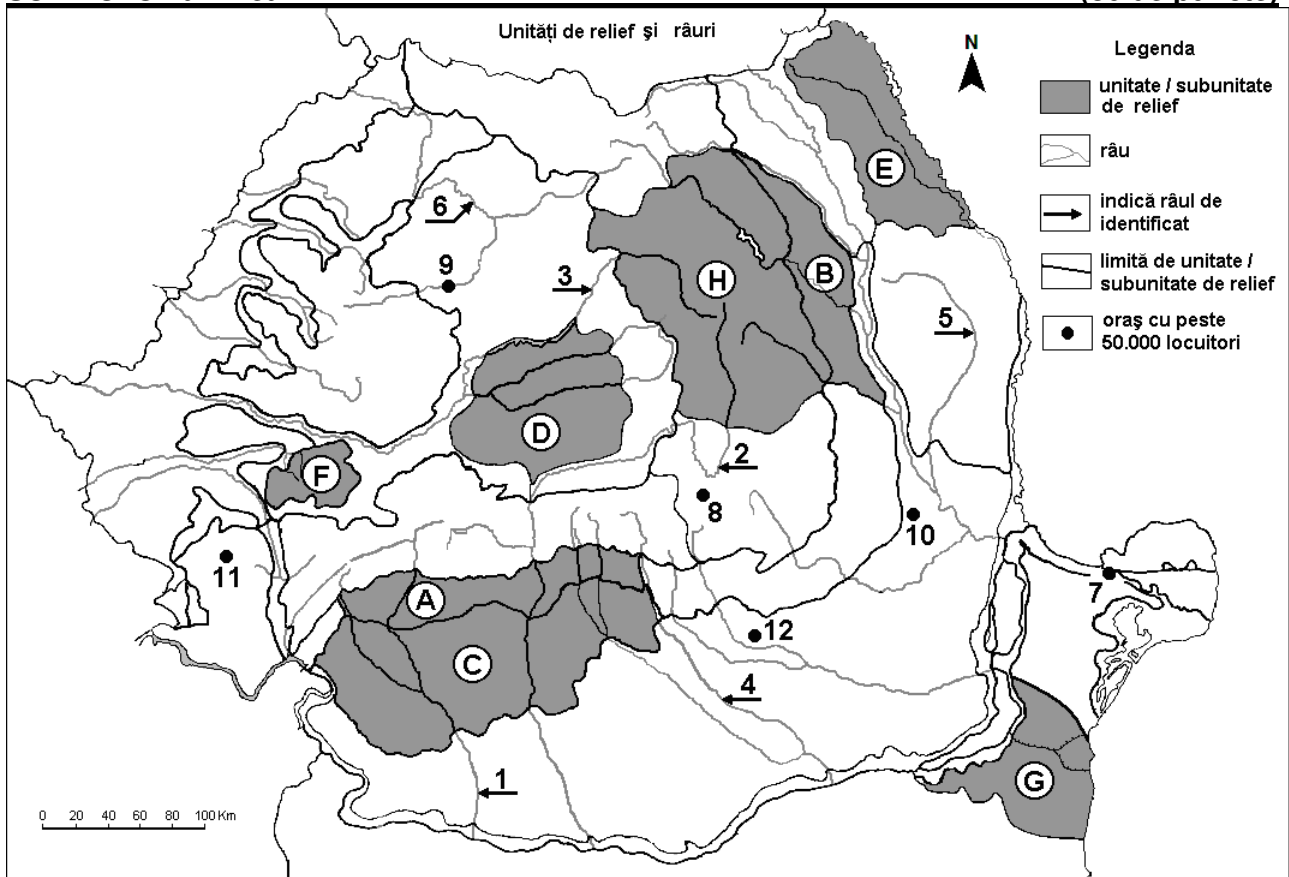 Unități de relief și râuri
N
Legenda
unitate / subunitate
de relief
râu
indică râul de
identificat
limită de unitate /
subunitate de relief
oraş cu peste
50.000 locuitori
E
6
9
3
H
B
5
D
2
F
8
10
11
A
7
12
C
4
G
1
0 20 40 60 80 100 Km